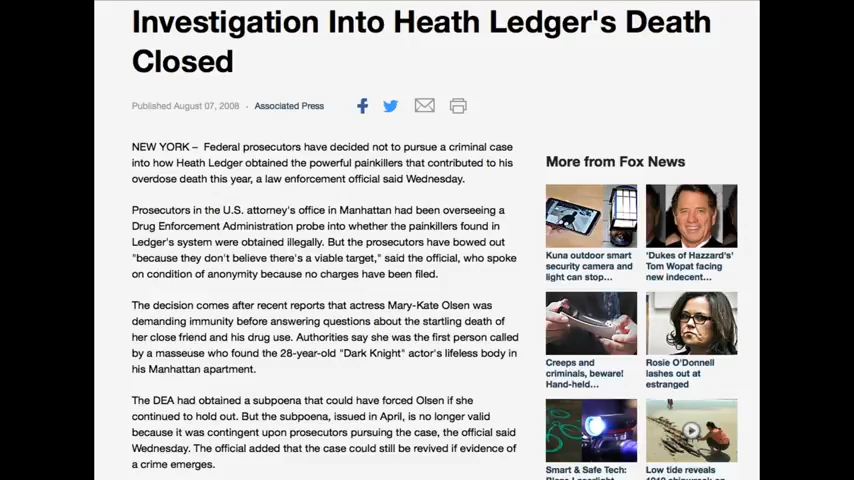 Investigation Into Heath Ledger's Death
Closed
Published August 07, 2008 · Associated Press
NEW YORK – Federal prosecutors have decided not to pursue a criminal case
into how Heath Ledger obtained the powerful painkillers that contributed to his
overdose death this year, a law enforcement official said Wednesday.
Prosecutors in the U.S. attorney's office in Manhattan had been overseeing a
Drug Enforcement Administration probe into whether the painkillers found in
Ledger's system were obtained illegally. But the prosecutors have bowed out
"because they don't believe there's a viable target," said the official, who spoke
on condition of anonymity because no charges have been filed.
The decision comes after recent reports that actress Mary-Kate Olsen was
demanding immunity before answering questions about the startling death of
her close friend and his drug use. Authorities say she was the first person called
by a masseuse who found the 28-year-old "Dark Knight" actor's lifeless body in
his Manhattan apartment.
The DEA had obtained a subpoena that could have forced Olsen if she
continued to hold out. But the subpoena, issued in April, is no longer valid
because it was contingent upon prosecutors pursuing the case, the official said
Wednesday. The official added that the case could still be revived if evidence of
a crime emerges.
More from Fox News
Kuna outdoor smart
security camera and
light can stop...
'Dukes of Hazzard's'
Tom Wopat facing
new indecent...
Creeps and
criminals, beware!
Hand-held...
Rosie O'Donnell
lashes out at
estranged
Smart & Safe Tech:
Low tide reveals